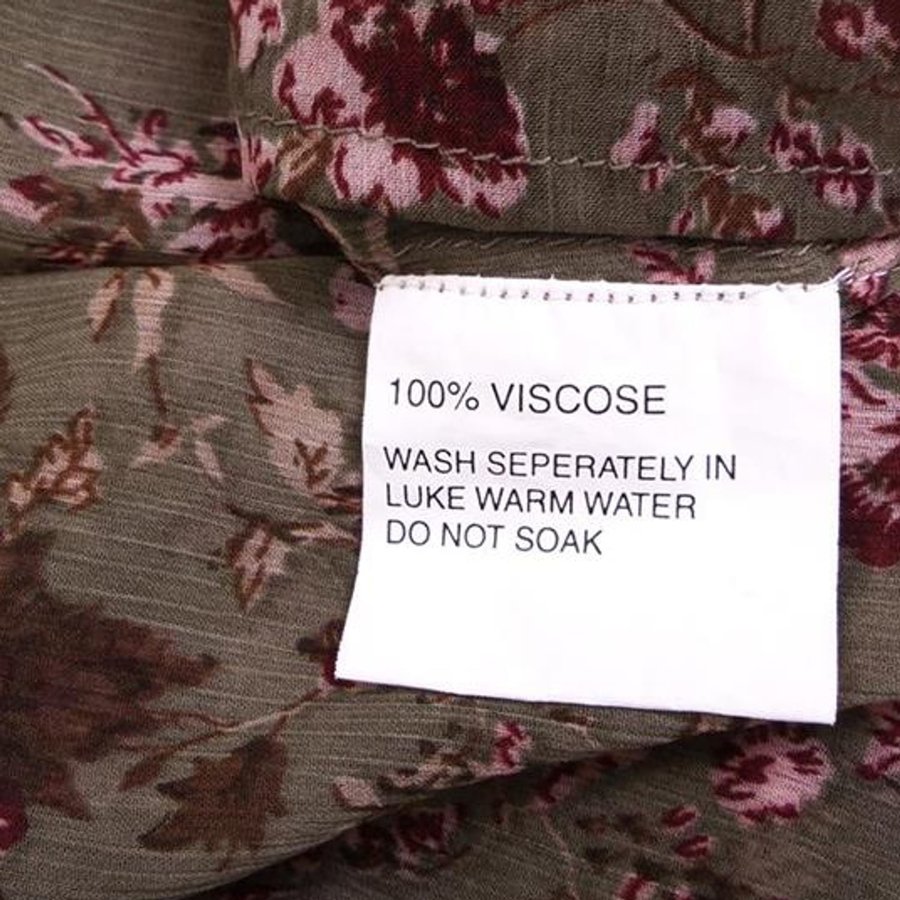 100% VISCOSE
WASH SEPERATELY IN
LUKE WARM WATER
DO NOT SOAK